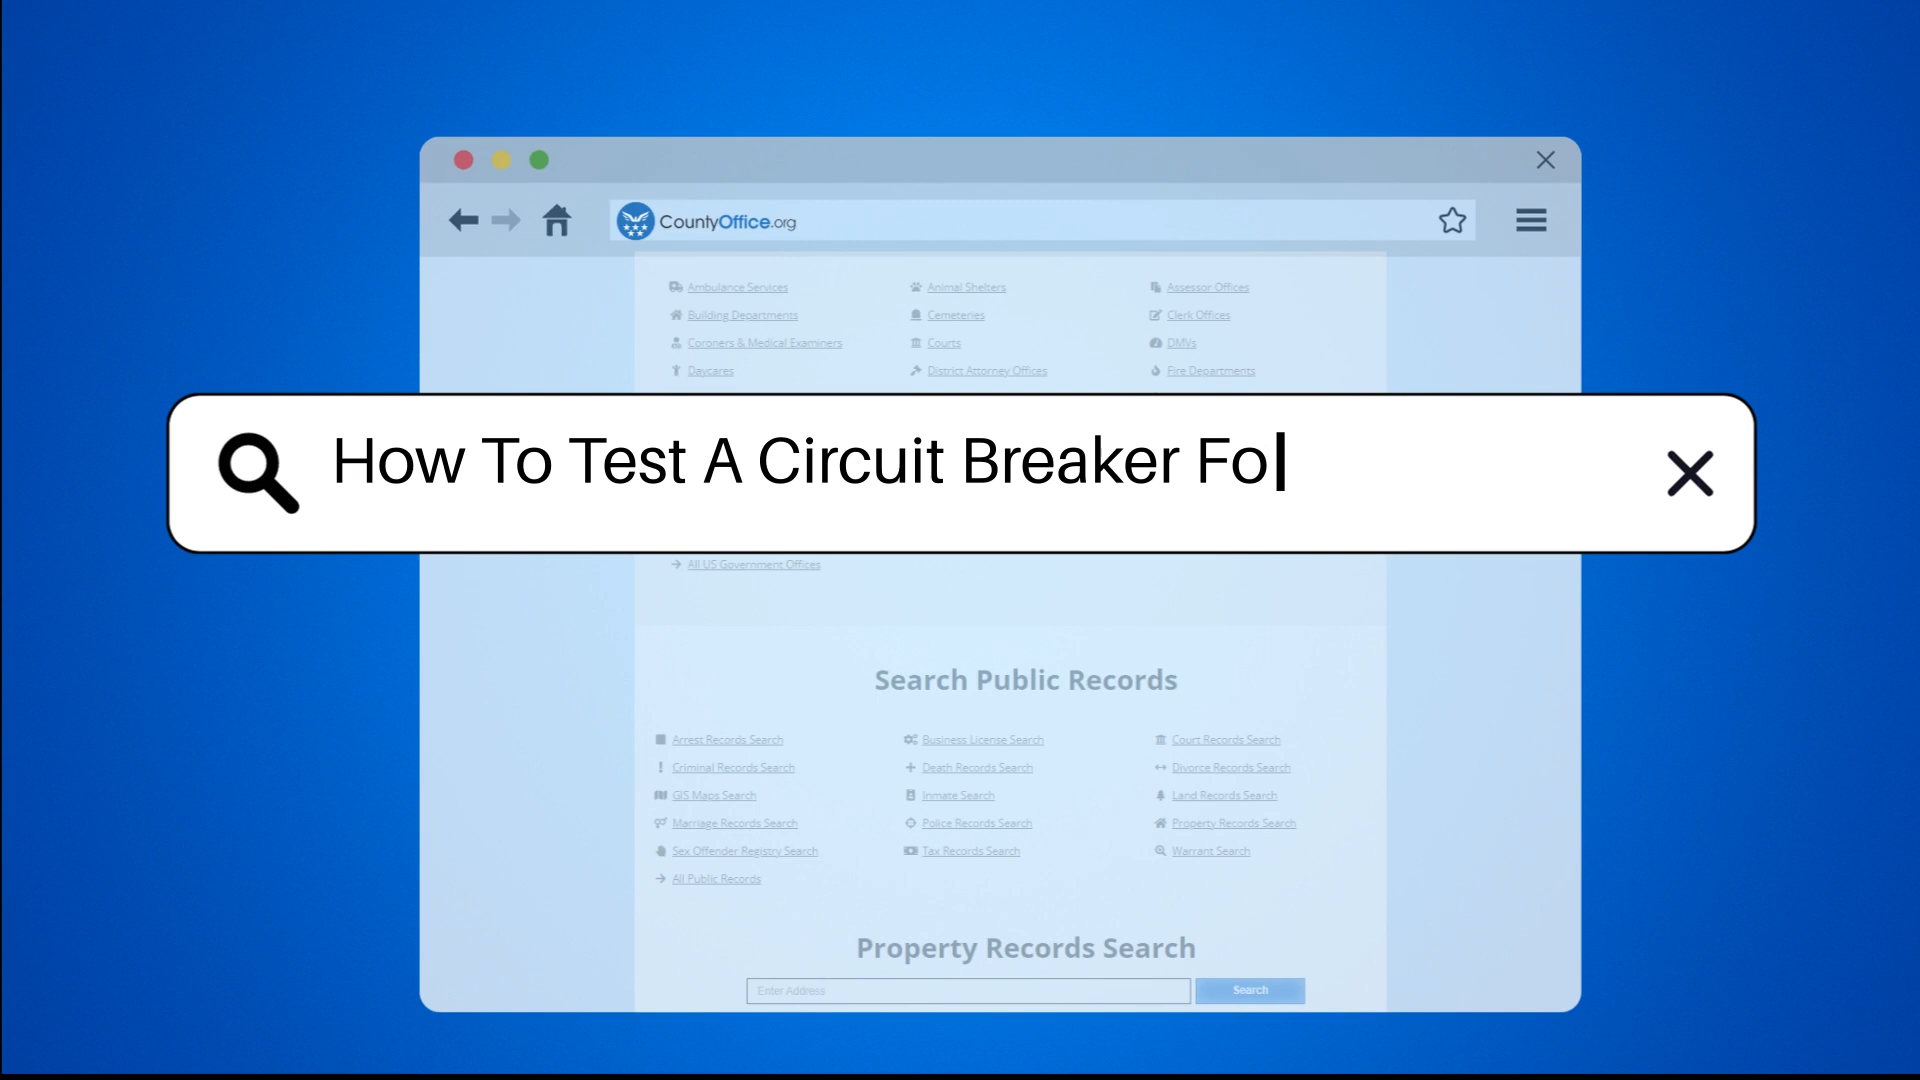 CountyOffice.org
Ambulance Services Animal Shelters Assessor Offices
Building Departments Cemeteries Clerk Offices
Coroners & Medical Examiners Courts DMVs
Daycares District Attorney Offices Fire Departments
How To Test A Circuit Breaker Fo
All US Government Offices
Search Public Records
Arrest Records Search Business License Search Court Records Search
Criminal Records Search Death Records Search Divorce Records Search
GIS Maps Search Inmate Search Land Records Search
Marriage Records Search Police Records Search Property Records Search
Sex Offender Registry Search Tax Records Search Warrant Search
All Public Records
Property Records Search
Enter Address Search